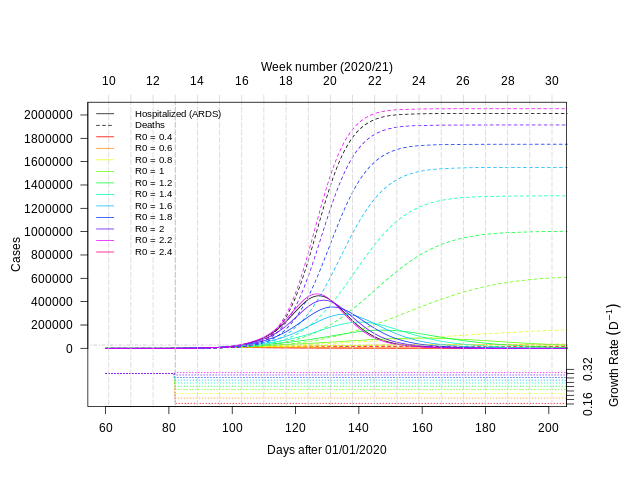 Week number (2020/21)
10 12 14 16 18 20 22 24 26 28 30
Hospitalized (ARDS)
Deaths
R0 = 0.4
R0 = 0.6
R0 = 0.8
R0 = 1
R0 = 1.2
R0 = 1.4
R0 = 1.6
R0 = 1.8
R0 = 2
R0 = 2.2
R0 = 2.4
2000000
1800000
1600000
1400000
1200000
1000000
800000
600000
400000
200000
0
Cases
0.32
0.16
Growth Rate (D⁻¹)
60 80 100 120 140 160 180 200
Days after 01/01/2020